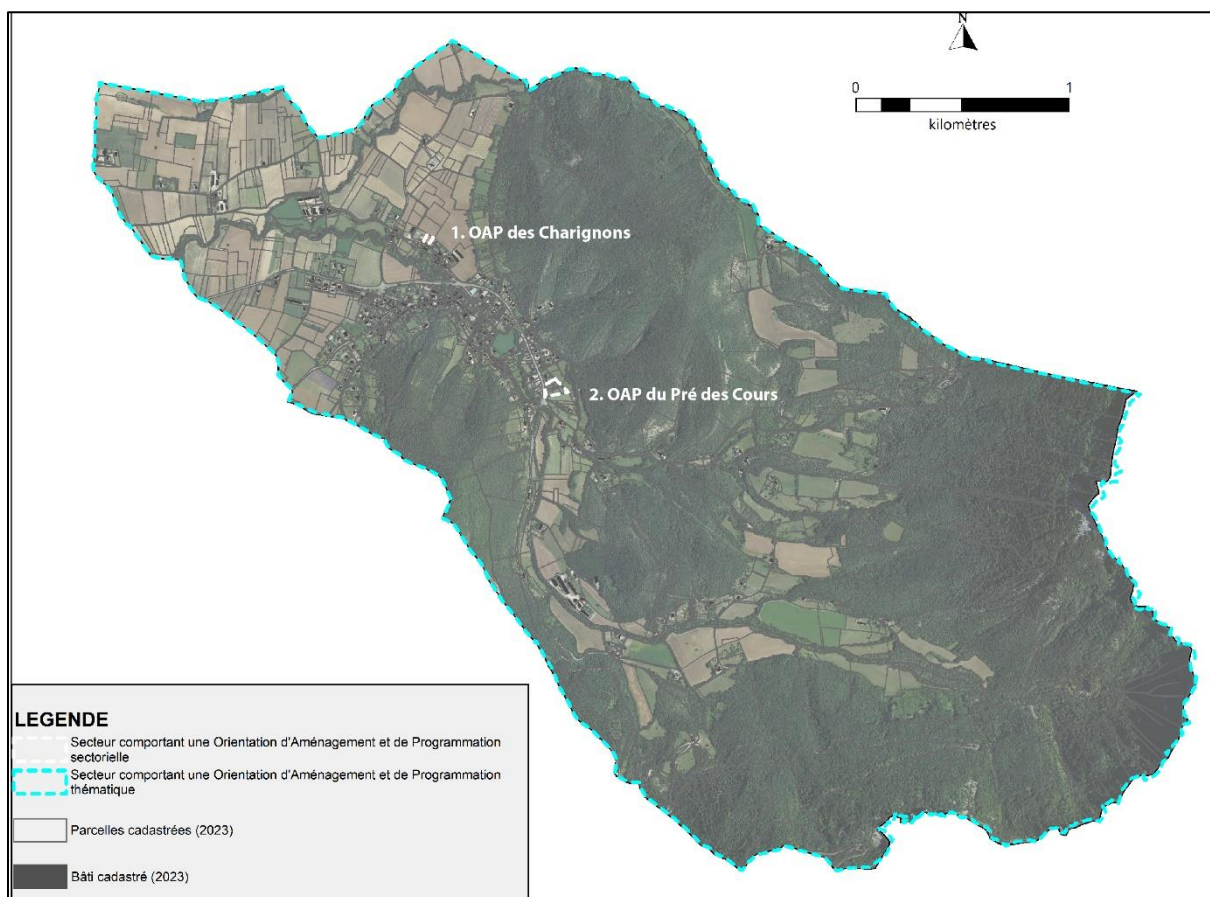 N
0 1
kilomètres
1. OAP des Charignons
2. OAP du Pré des Cours
LEGENDE
Secteur comportant une Orientation d'Aménagement et de Programmation
sectorielle
Secteur comportant une Orientation d'Aménagement et de Programmation
thématique
Parcelles cadastrées (2023)
Bâti cadastré (2023)